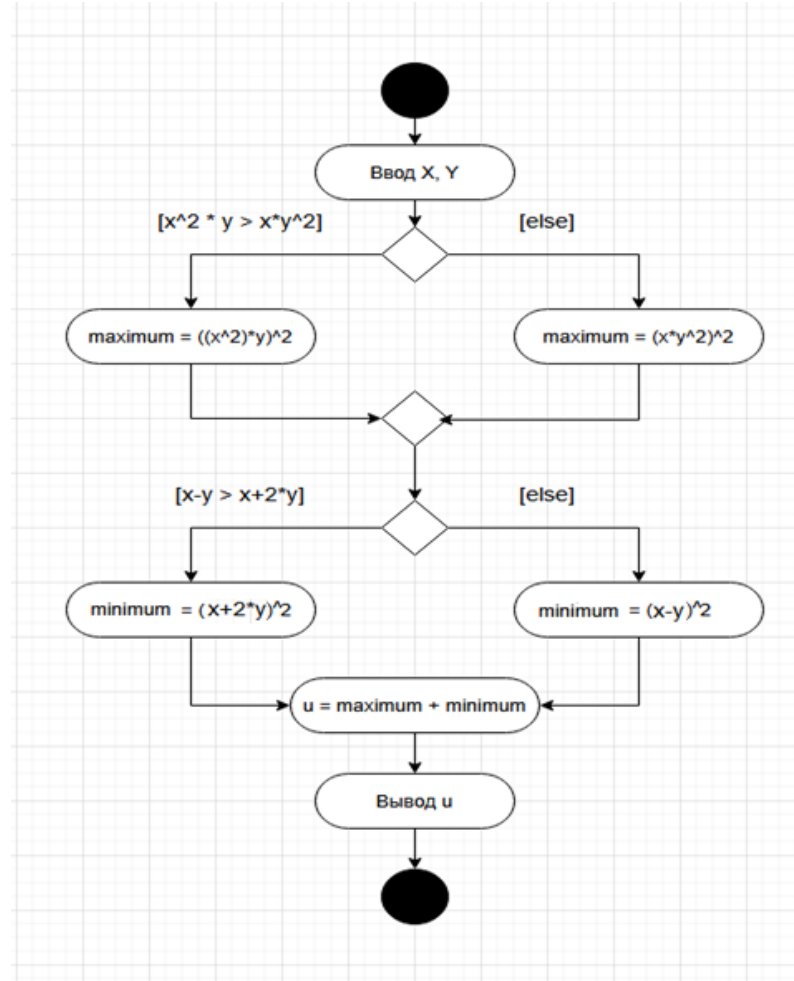 Ввод X, Y
[x^2 * y > x*y^2]
[else]
maximum = ((x^2)*y)^2
maximum = (x*y^2)^2
[x-y > x+2*y]
[else]
minimum = (x+2*y)^2
minimum = (x-y)^2
u = maximum + minimum
Вывод u